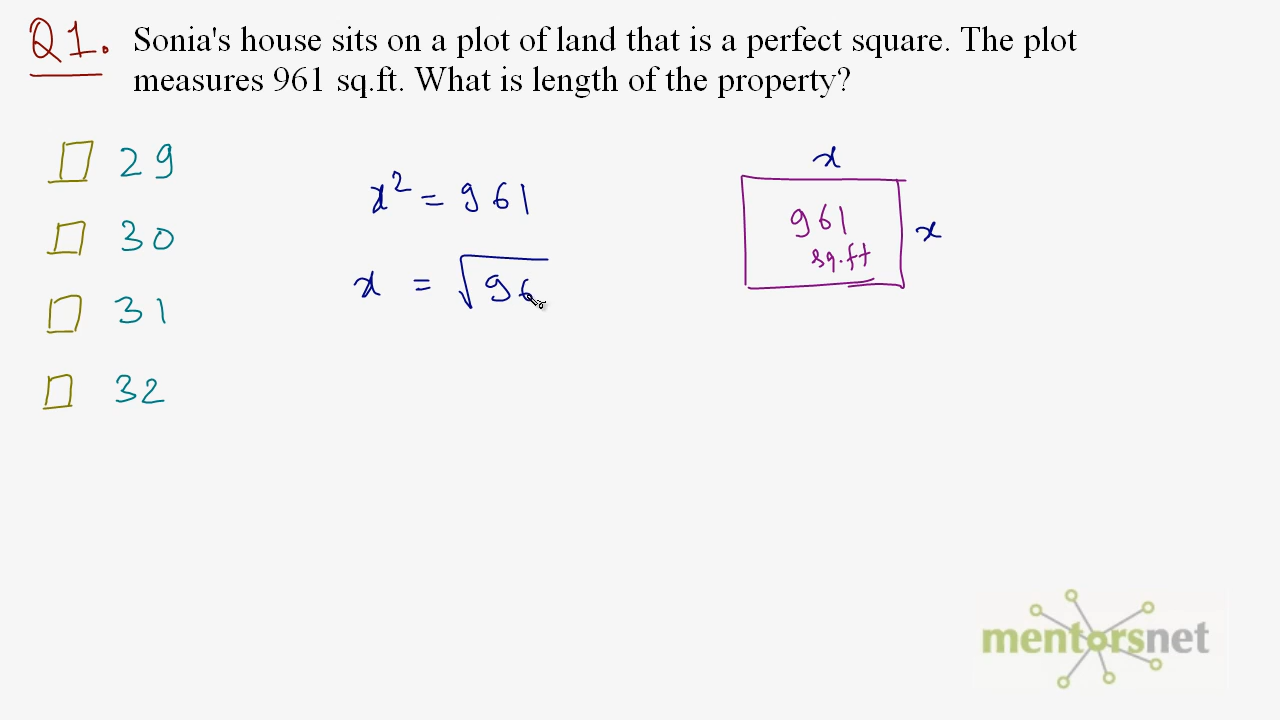 Q1. Sonia's house sits on a plot of land that is a perfect square. The plot
measures 961 sq.ft. What is length of the property?
29
30
31
32
x² = 961
x = √96
x
961
sq.ft
x
mentorsnet